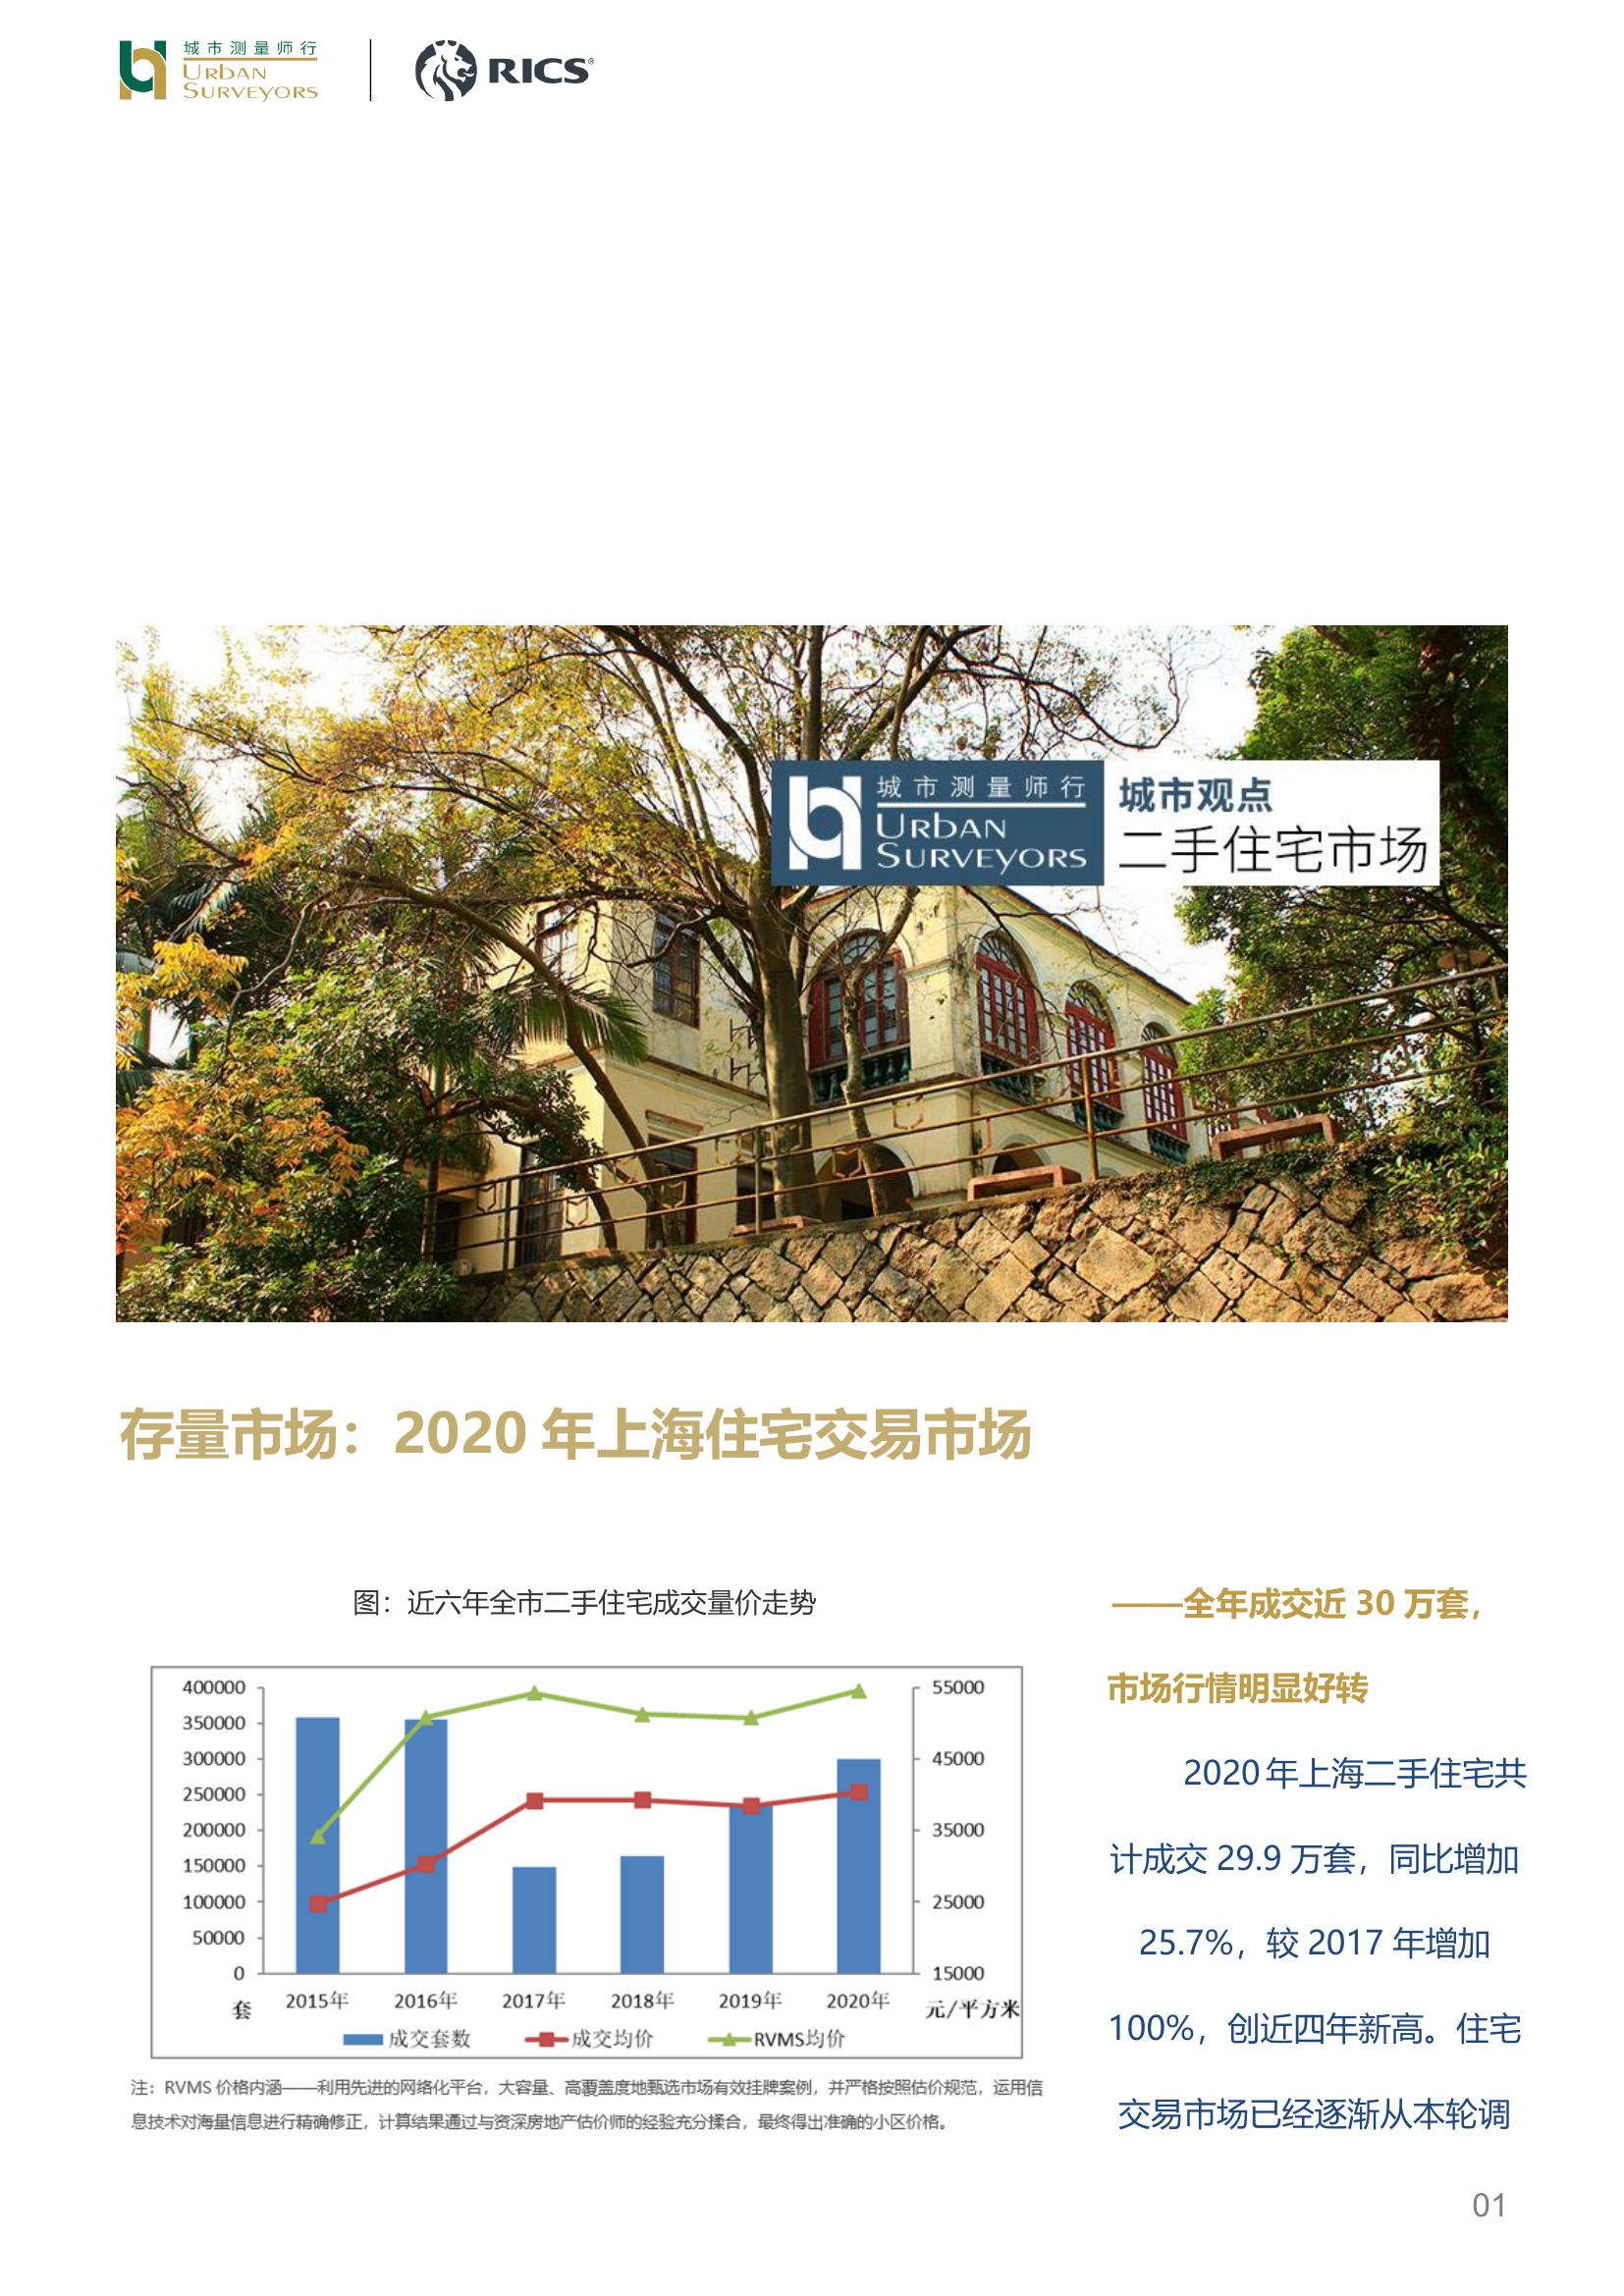 城市测量师行
URBAN
SURVEYORS
RICS®
城市测量师行
URBAN
SURVEYORS
城市观点
二手住宅市场
存量市场：2020 年上海住宅交易市场
图：近六年全市二手住宅成交量价走势
400000
350000
300000
250000
200000
150000
100000
50000
0
套
55000
45000
35000
25000
15000
元/平方米
2015年 2016年 2017年 2018年 2019年 2020年
成交套数 成交均价 RVMS均价
注：RVMS 价格内涵——利用先进的网络化平台，大容量、高覆盖度地甄选市场有效挂牌案例，并严格按照估价规范，运用信
息技术对海量信息进行精确修正，计算结果通过与资深房地产估价师的经验充分揉合，最终得出准确的小区价格。
——全年成交近 30 万套，
市场行情明显好转
2020 年上海二手住宅共
计成交 29.9 万套，同比增加
25.7%，较 2017 年增加
100%，创近四年新高。住宅
交易市场已经逐渐从本轮调
01